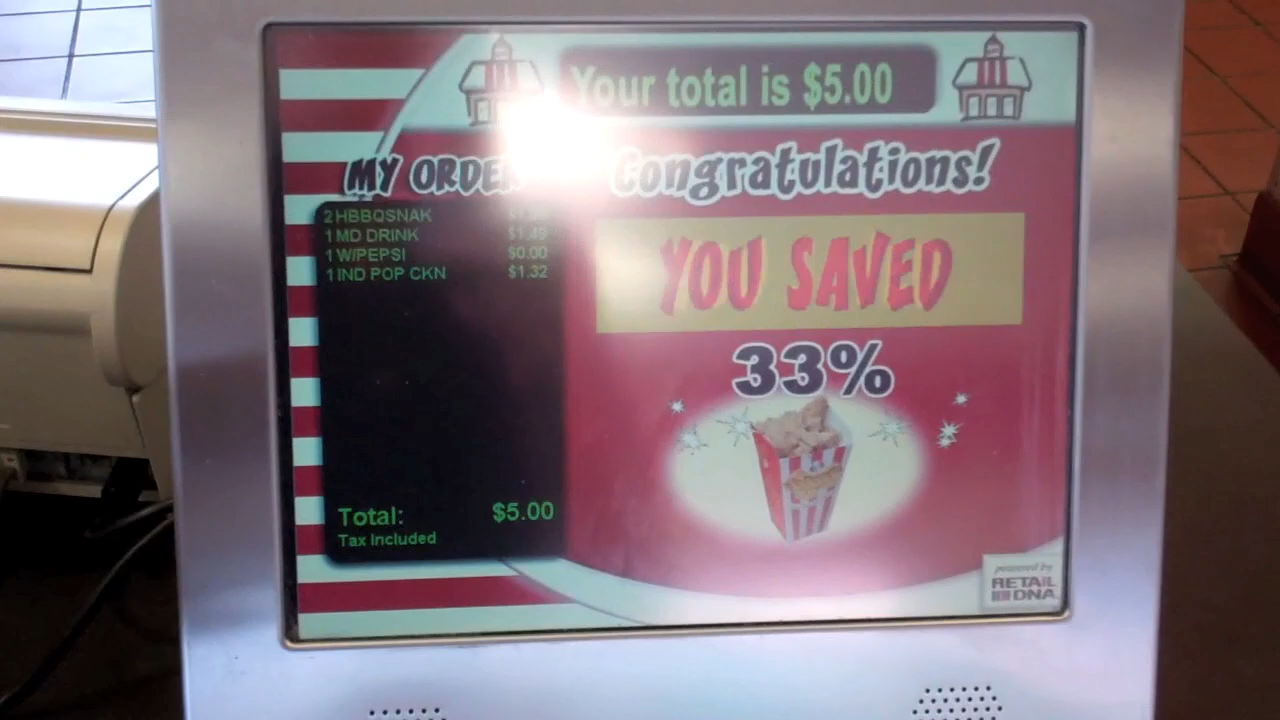 Your total is $5.00
MY ORDER
Congratulations!
2 HBBQSNAK
1 MD DRINK $1.49
1 W/PEPSI $0.00
1 IND POP CKN $1.32
YOU SAVED
33%
Total: $5.00
Tax Included
powered by
RETAIL
DNA